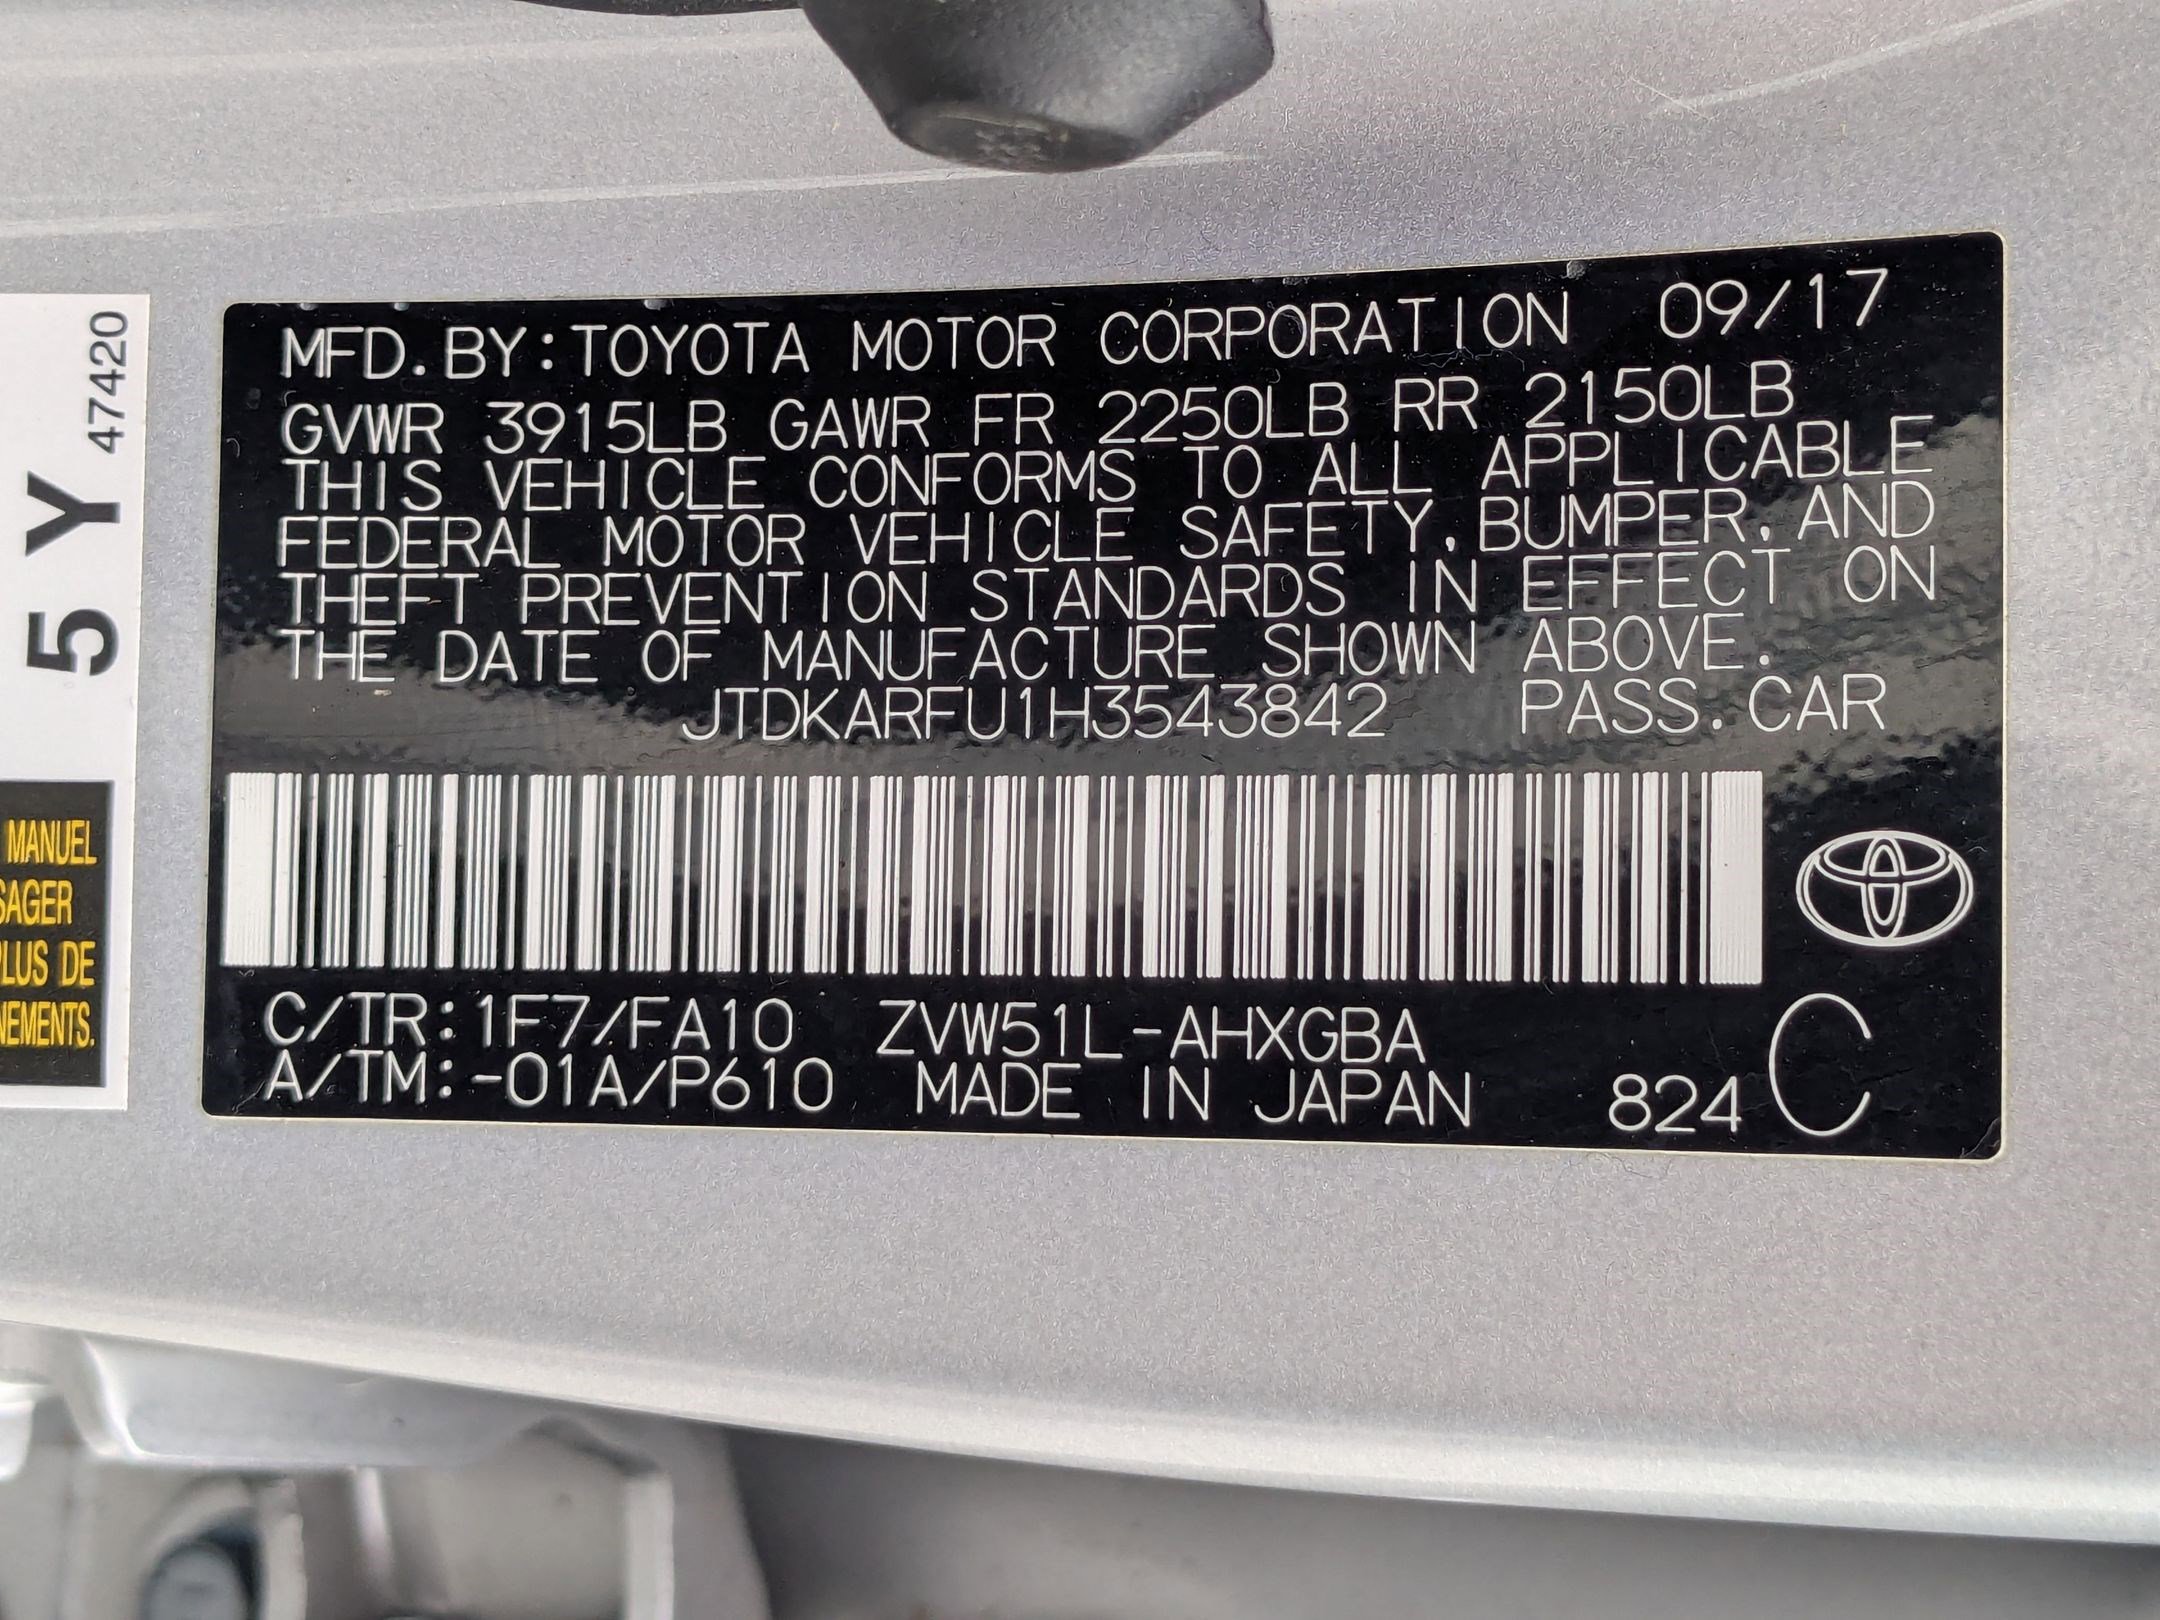 MFD. BY: TOYOTA MOTOR CORPORATION 09/17
GVWR 3915LB GAWR FR 2250LB RR 2150LB
THIS VEHICLE CONFORMS TO ALL APPLICABLE
FEDERAL MOTOR VEHICLE SAFETY, BUMPER, AND
THEFT PREVENTION STANDARDS IN EFFECT ON
THE DATE OF MANUFACTURE SHOWN ABOVE.
JTDKARFU1H3543842 PASS. CAR
C/TR: 1F7/FA10 ZVW51L-AHXGBA
A/TM: -01A/P610 MADE IN JAPAN 824 C
5 Y 47420
MANUEL
SAGER
PLUS DE
NEMENTS.